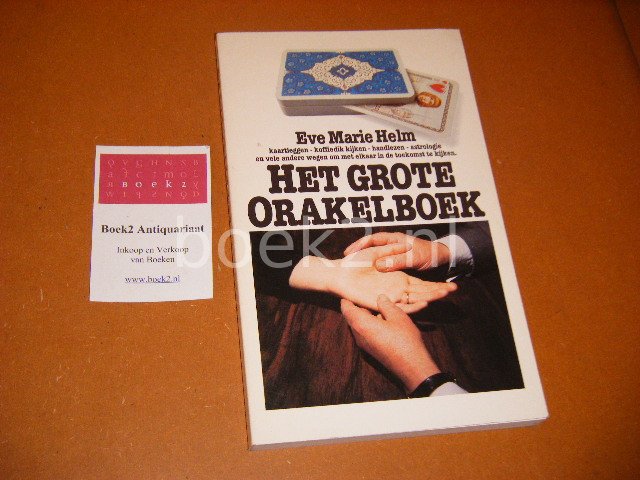 Eve Marie Helm
kaartleggen - koffiedik kijken - handlezen - astrologie
en vele andere wegen om met elkaar in de toekomst te kijken.
HET GROTE
ORAKELBOEK
boek2.nl
BOEK2
Boek2 Antiquariaat
Inkoop en Verkoop
van Boeken
www.boek2.nl